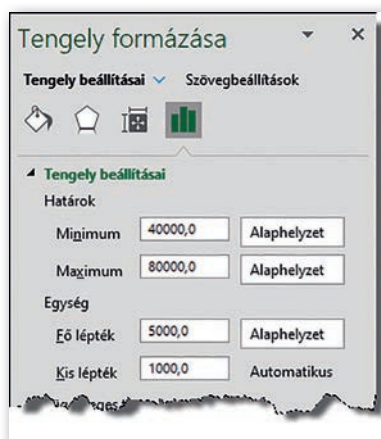 Tengely formázása
Tengely beállításai Szövegbeállítások
Tengely beállításai
Határok
Minimum 40000,0 Alaphelyzet
Maximum 80000,0 Alaphelyzet
Egység
Fő lépték 5000,0 Alaphelyzet
Kis lépték 1000,0 Automatikus